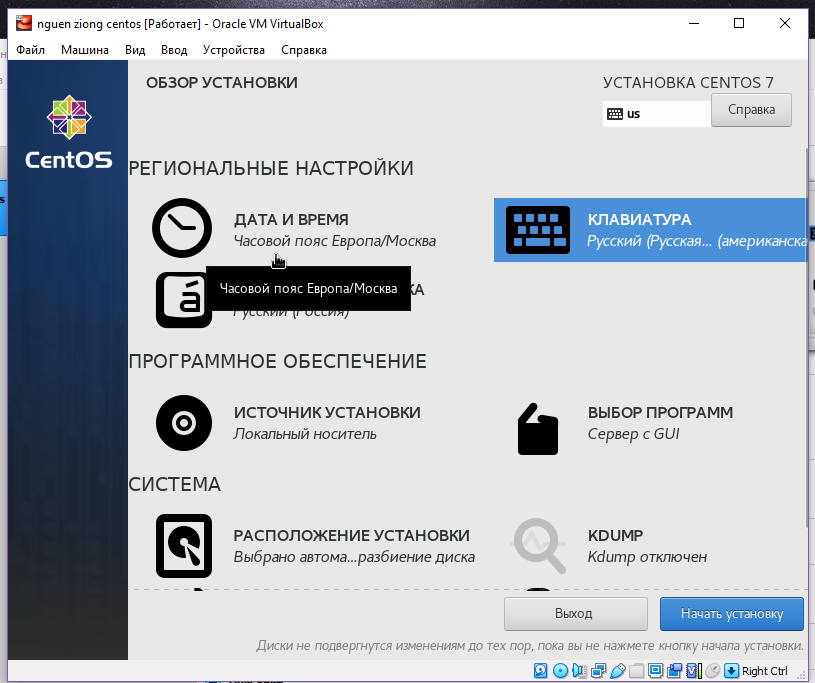 nguen ziong centos [Работает] - Oracle VM VirtualBox
Файл Машина Вид Ввод Устройства Справка
ОБЗОР УСТАНОВКИ
УСТАНОВКА CENTOS 7
us
Справка
CentOS
РЕГИОНАЛЬНЫЕ НАСТРОЙКИ
ДАТА И ВРЕМЯ
Часовой пояс Европа/Москва
КЛАВИАТУРА
Русский (Русская... (американска
Часовой пояс Европа/Москва
Русский (Россия)
ПРОГРАММНОЕ ОБЕСПЕЧЕНИЕ
ИСТОЧНИК УСТАНОВКИ
Локальный носитель
ВЫБОР ПРОГРАММ
Сервер с GUI
СИСТЕМА
РАСПОЛОЖЕНИЕ УСТАНОВКИ
Выбрано автома...разбиение диска
KDUMP
Kdump отключен
Выход
Начать установку
Диски не подвергнутся изменениям до тех пор, пока вы не нажмете кнопку начала установки.
Right Ctrl